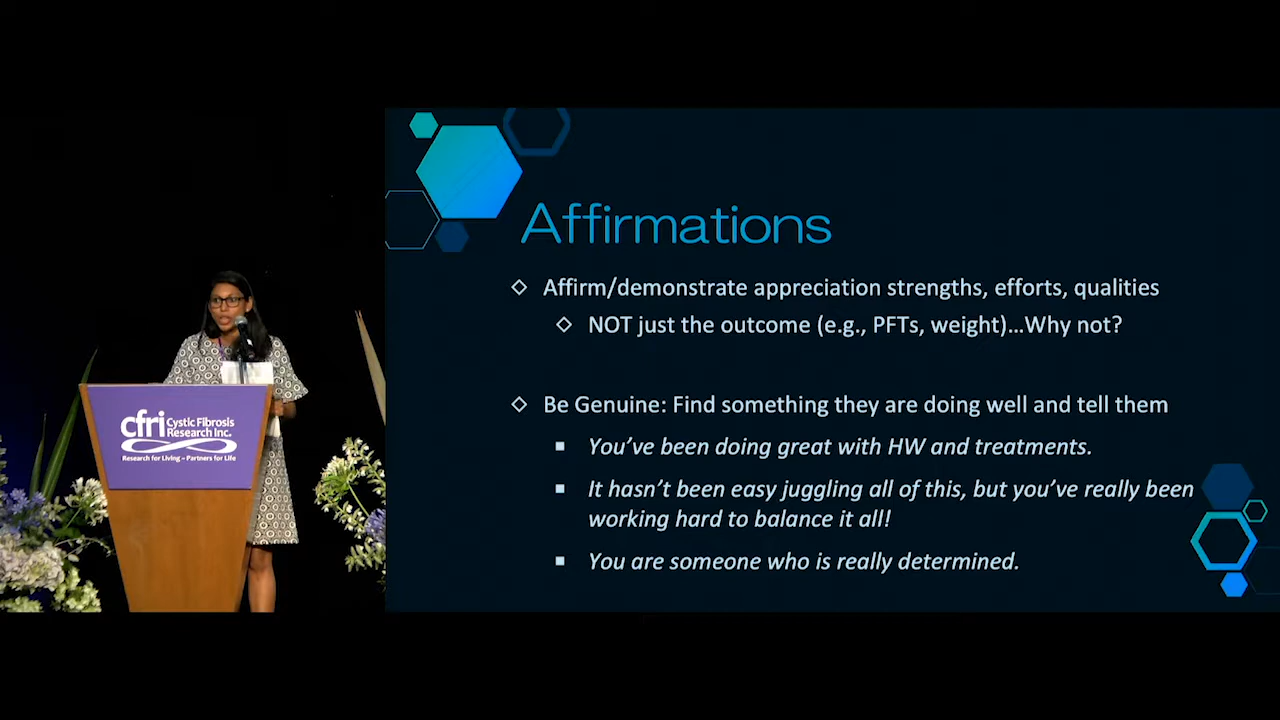 Affirmations
Affirm/demonstrate appreciation strengths, efforts, qualities
NOT just the outcome (e.g., PFTs, weight)...Why not?
Be Genuine: Find something they are doing well and tell them
You've been doing great with HW and treatments.
It hasn't been easy juggling all of this, but you've really been
working hard to balance it all!
You are someone who is really determined.
cfri Cystic Fibrosis
Research Inc.
Research for Living – Partners for Life